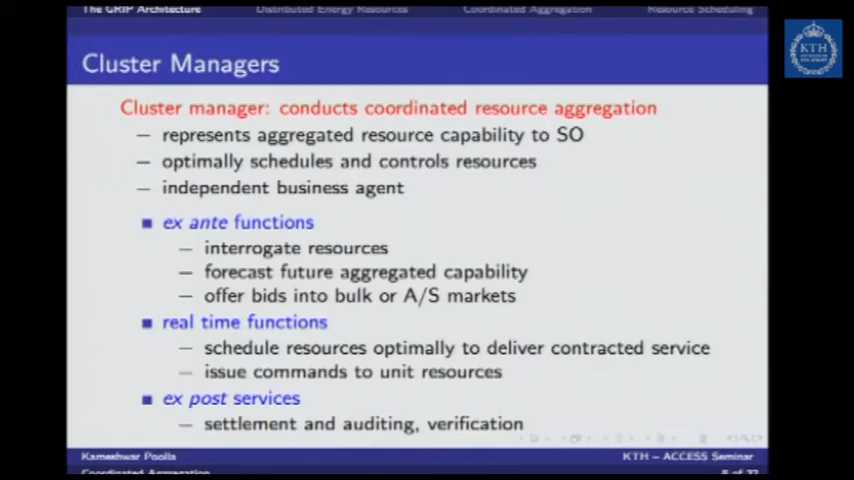 The GRIP Architecture Distributed Energy Resources Coordinated Aggregation Resource Scheduling
KTH
Cluster Managers
Cluster manager: conducts coordinated resource aggregation
— represents aggregated resource capability to SO
— optimally schedules and controls resources
— independent business agent
■ ex ante functions
— interrogate resources
— forecast future aggregated capability
— offer bids into bulk or A/S markets
■ real time functions
— schedule resources optimally to deliver contracted service
— issue commands to unit resources
■ ex post services
— settlement and auditing, verification
Kameshwar Poolla KTH – ACCESS Seminar
Coordinated Aggregation 8 of 32